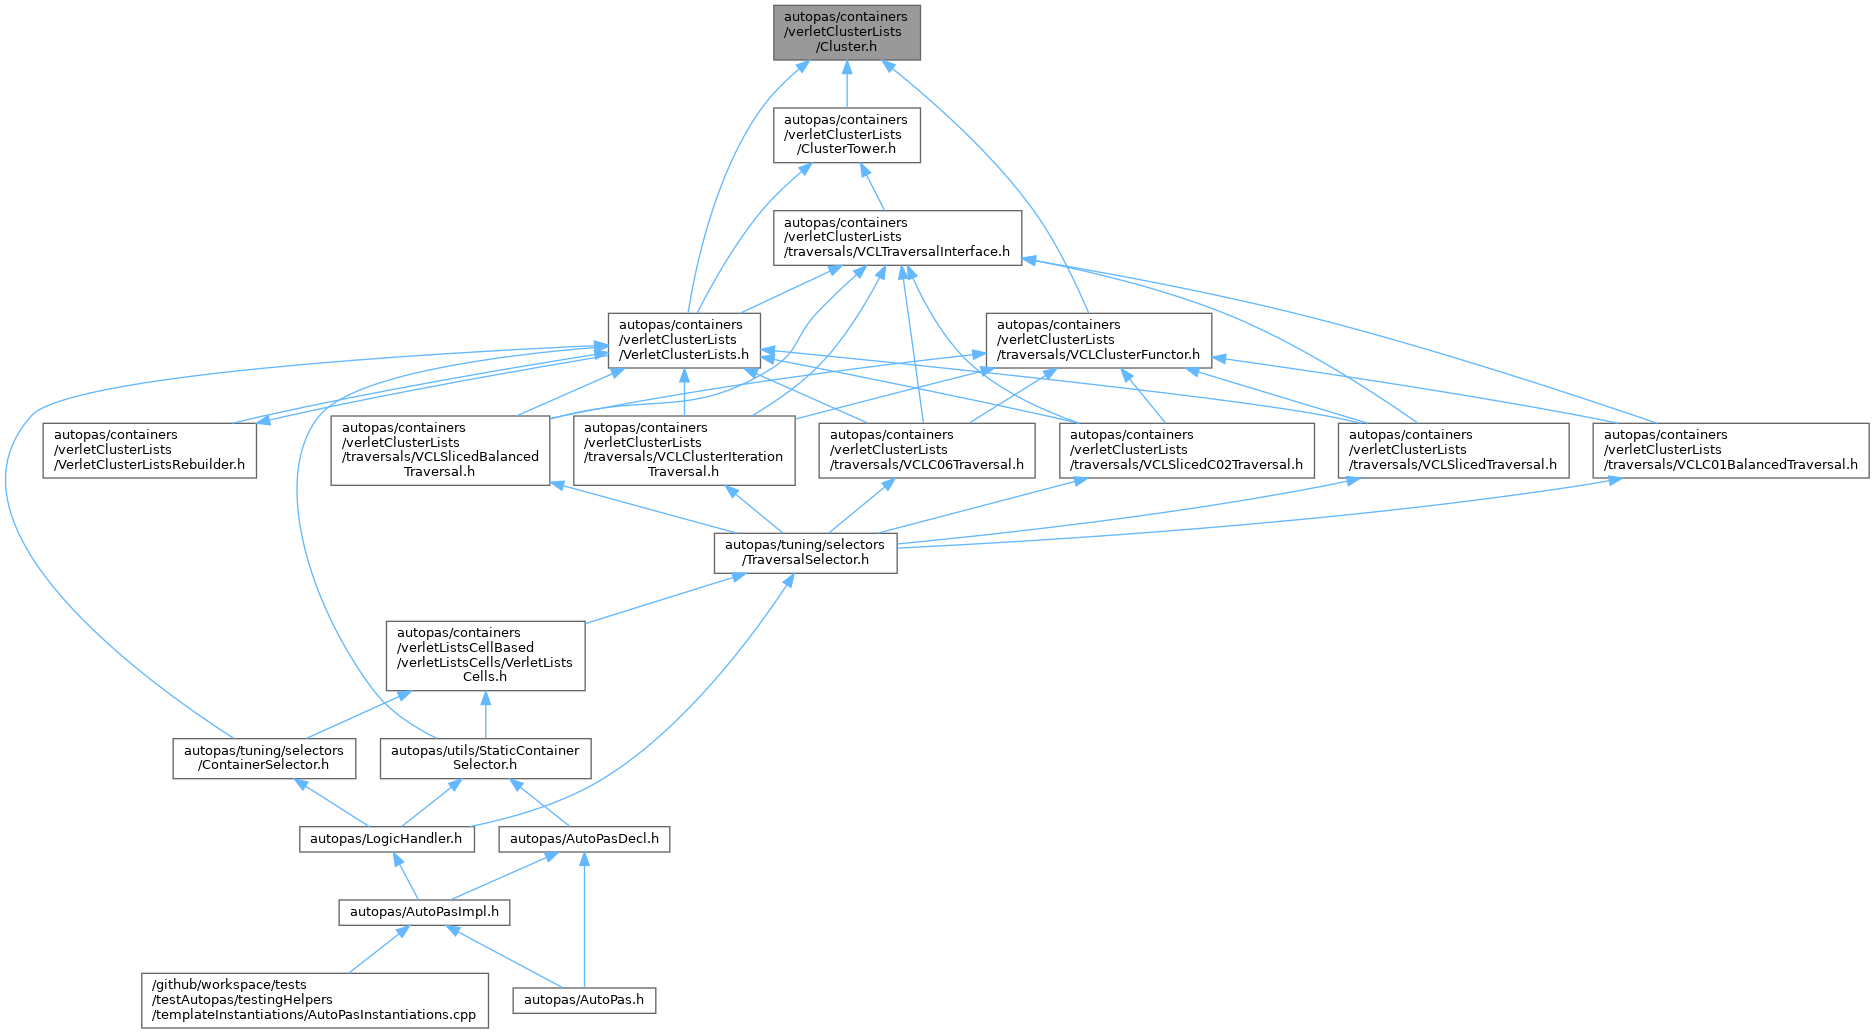 autopas/containers
/verletClusterLists
/Cluster.h
autopas/containers
/verletClusterLists
/ClusterTower.h
autopas/containers
/verletClusterLists
/traversals/VCLTraversalInterface.h
autopas/containers
/verletClusterLists
/VerletClusterLists.h
autopas/containers
/verletClusterLists
/traversals/VCLClusterFunctor.h
autopas/containers
/verletClusterLists
/VerletClusterListsRebuilder.h
autopas/containers
/verletClusterLists
/traversals/VCLSlicedBalanced
Traversal.h
autopas/containers
/verletClusterLists
/traversals/VCLClusterIteration
Traversal.h
autopas/containers
/verletClusterLists
/traversals/VCLC06Traversal.h
autopas/containers
/verletClusterLists
/traversals/VCLSlicedC02Traversal.h
autopas/containers
/verletClusterLists
/traversals/VCLSlicedTraversal.h
autopas/containers
/verletClusterLists
/traversals/VCLC01BalancedTraversal.h
autopas/tuning/selectors
/TraversalSelector.h
autopas/containers
/verletListsCellBased
/verletListsCells/VerletLists
Cells.h
autopas/tuning/selectors
/ContainerSelector.h
autopas/utils/StaticContainer
Selector.h
autopas/LogicHandler.h
autopas/AutoPasDecl.h
autopas/AutoPasImpl.h
/github/workspace/tests
/testAutopas/testingHelpers
/templateInstantiations/AutoPasInstantiations.cpp
autopas/AutoPas.h